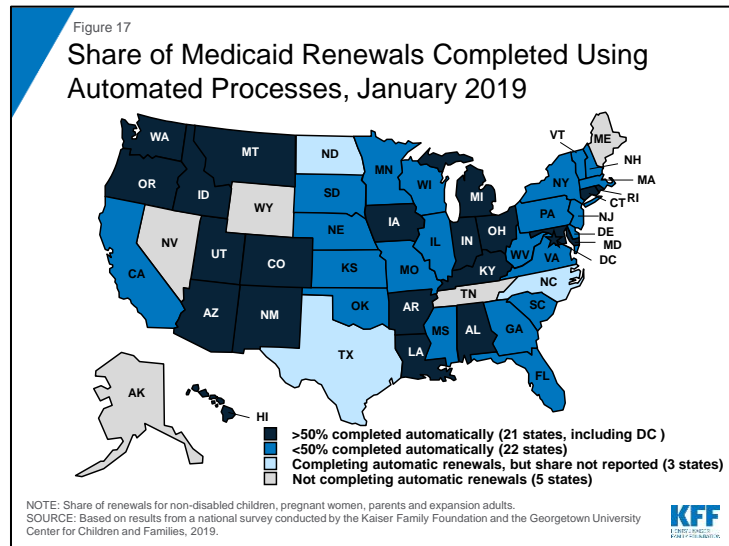 Figure 17
Share of Medicaid Renewals Completed Using
Automated Processes, January 2019
WA
MT
ND
MN
VT
ME
NH
OR
ID
SD
WI
NY
MA
WY
MI
RI
CT
IA
PA
NJ
NV
NE
OH
DE
UT
IL
IN
MD
CA
CO
WV
VA
DC
KS
MO
KY
NC
AZ
NM
OK
TN
AR
SC
MS
AL
GA
TX
LA
AK
FL
HI
>50% completed automatically (21 states, including DC )
<50% completed automatically (22 states)
Completing automatic renewals, but share not reported (3 states)
Not completing automatic renewals (5 states)
NOTE: Share of renewals for non-disabled children, pregnant women, parents and expansion adults.
SOURCE: Based on results from a national survey conducted by the Kaiser Family Foundation and the Georgetown University
Center for Children and Families, 2019.
KFF
HENRY J KAISER
FAMILY FOUNDATION